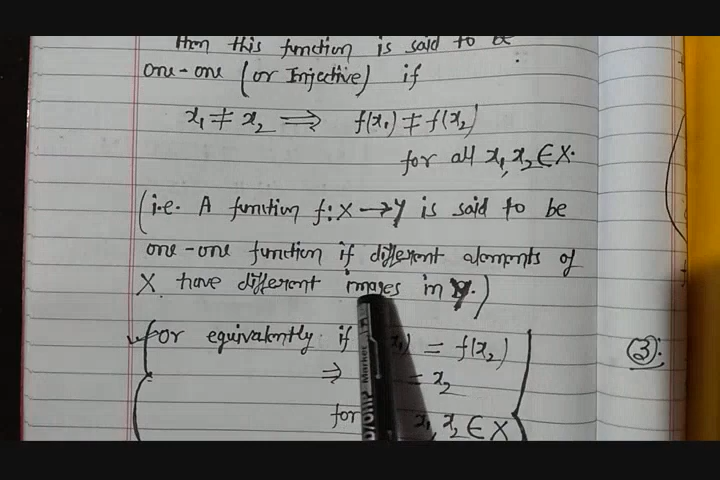 Then this function is said to be
one-one (or Injective) if
x₁ ≠ x₂ ⟹ f(x₁) ≠ f(x₂)
for all x₁, x₂ ∈ X.
(i.e. A function f: X → Y is said to be
one-one function if different elements of
X have different images in Y.)
Or equivalently if x₁) = f(x₂)
⇒ = x₂
for x₁, x₂ ∈ X
(3):
Marker